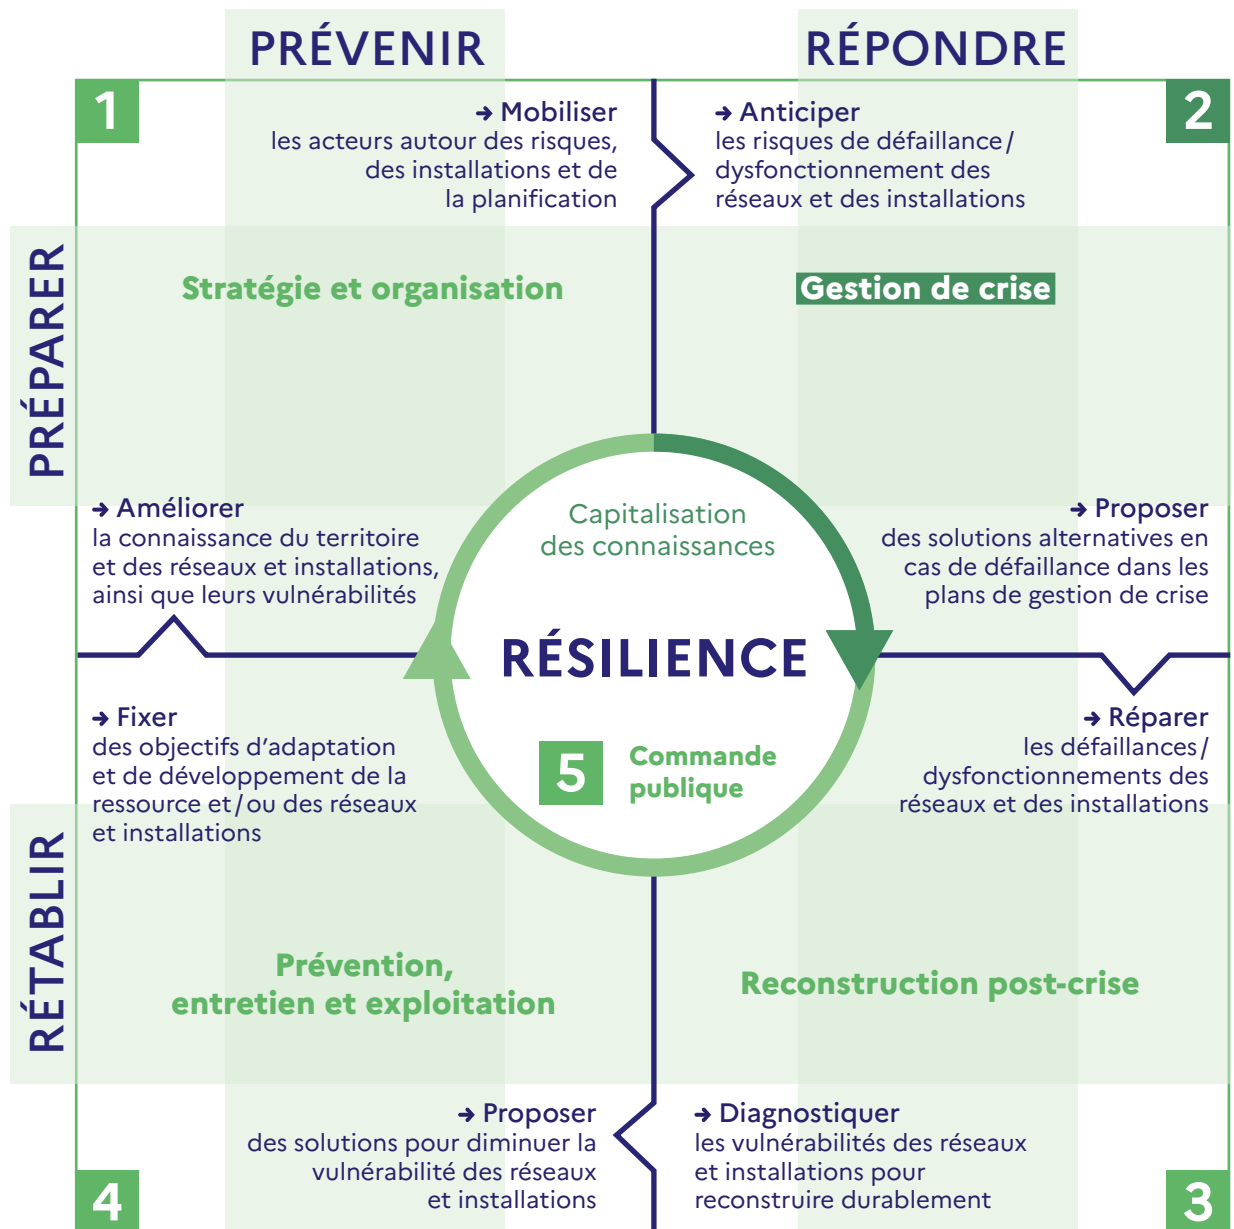 PRÉVENIR
RÉPONDRE
1
→ Mobiliser
les acteurs autour des risques,
des installations et de
la planification
→ Anticiper
les risques de défaillance/
dysfonctionnement des
réseaux et des installations
2
PRÉPARER
Stratégie et organisation
Gestion de crise
→ Améliorer
la connaissance du territoire
et des réseaux et installations,
ainsi que leurs vulnérabilités
Capitalisation
des connaissances
→ Proposer
des solutions alternatives en
cas de défaillance dans les
plans de gestion de crise
RÉSILIENCE
→ Fixer
des objectifs d'adaptation
et de développement de la
ressource et/ou des réseaux
et installations
5
Commande
publique
→ Réparer
les défaillances/
dysfonctionnements des
réseaux et des installations
RÉTABLIR
Prévention,
entretien et exploitation
Reconstruction post-crise
→ Proposer
des solutions pour diminuer la
vulnérabilité des réseaux
et installations
→ Diagnostiquer
les vulnérabilités des réseaux
et installations pour
reconstruire durablement
4
3